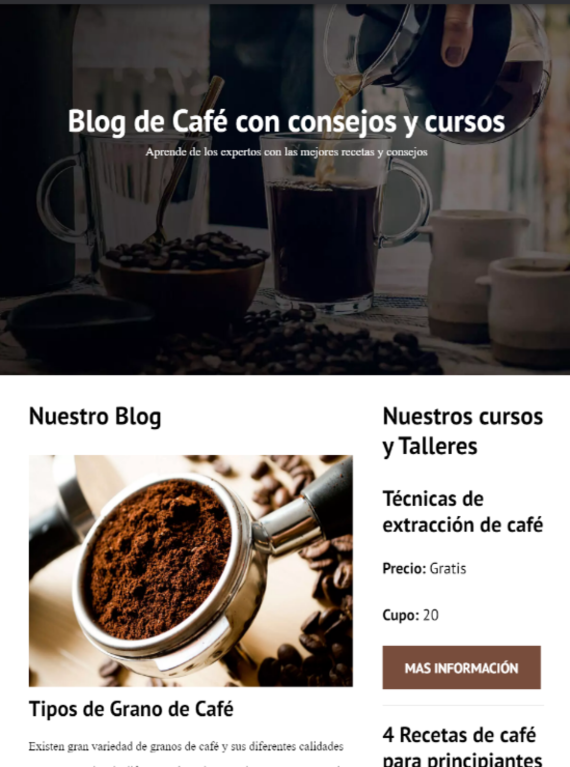 Blog de Café con consejos y cursos
Aprende de los expertos con las mejores recetas y consejos
Nuestro Blog
Tipos de Grano de Café
Existen gran variedad de granos de café y sus diferentes calidades
Nuestros cursos
y Talleres
Técnicas de
extracción de café
Precio: Gratis
Cupo: 20
MAS INFORMACIÓN
4 Recetas de café
para principiantes